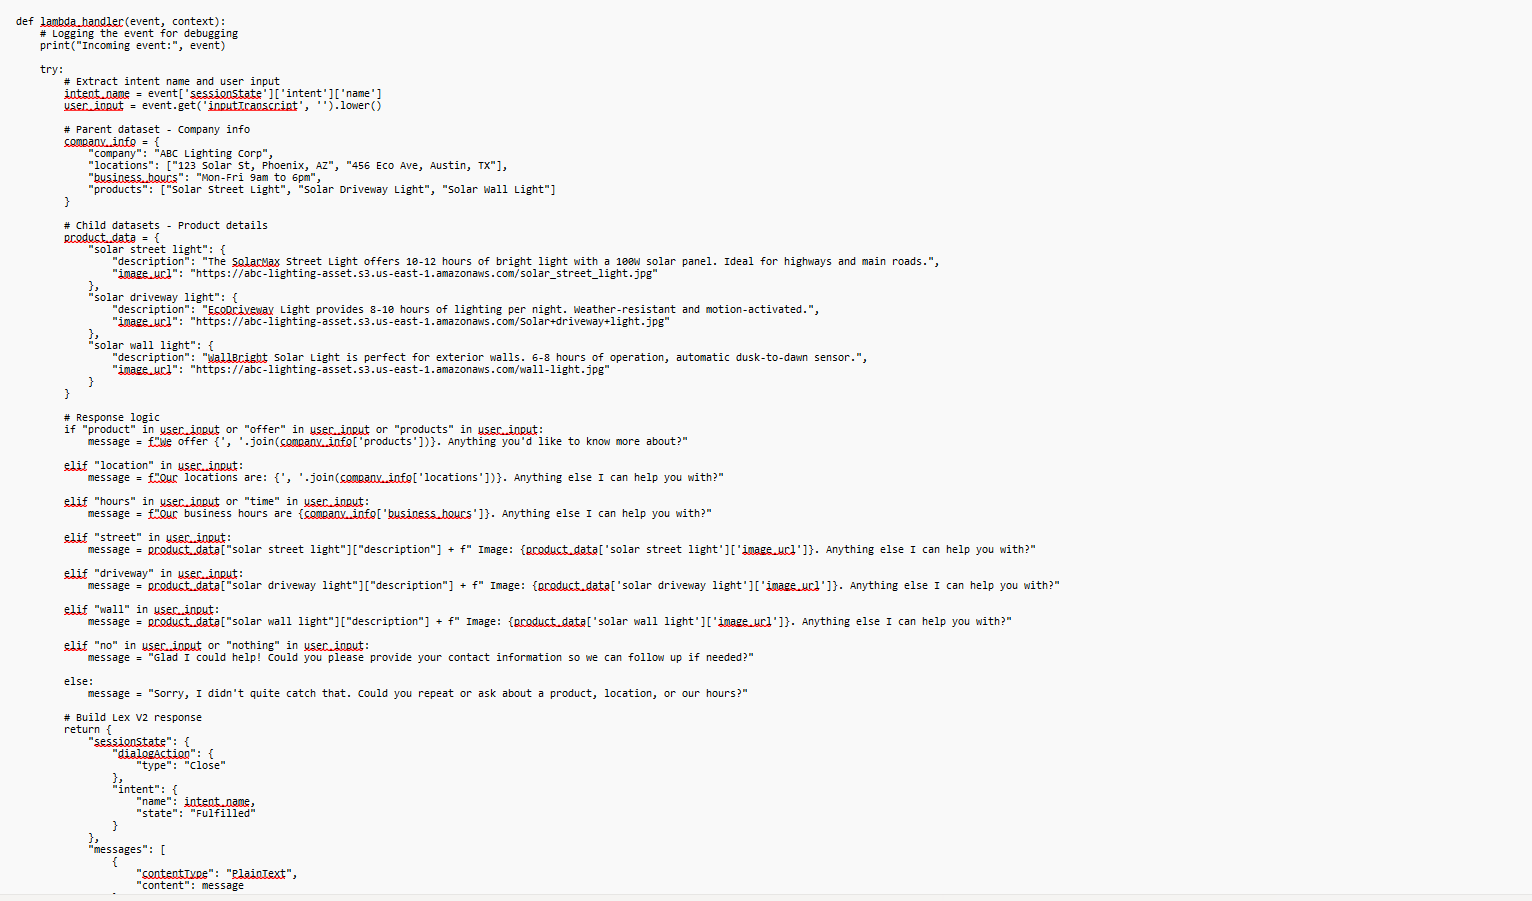 def lambda_handler(event, context):
    # Logging the event for debugging
    print("Incoming event:", event)

    try:
        # Extract intent name and user input
        intent_name = event['sessionState']['intent']['name']
        user_input = event.get('inputTranscript', '').lower()

        # Parent dataset - Company info
        company_info = {
            "company": "ABC Lighting Corp",
            "locations": ["123 Solar St, Phoenix, AZ", "456 Eco Ave, Austin, TX"],
            "business_hours": "Mon-Fri 9am to 6pm",
            "products": ["Solar Street Light", "Solar Driveway Light", "Solar Wall Light"]
        }

        # Child datasets - Product details
        product_data = {
            "solar street light": {
                "description": "The SolarMax Street Light offers 10-12 hours of bright light with a 100W solar panel. Ideal for highways and main roads.",
                "image_url": "https://abc-lighting-asset.s3.us-east-1.amazonaws.com/solar_street_light.jpg"
            },
            "solar driveway light": {
                "description": "EcoDriveway Light provides 8-10 hours of lighting per night. Weather-resistant and motion-activated.",
                "image_url": "https://abc-lighting-asset.s3.us-east-1.amazonaws.com/Solar+driveway+light.jpg"
            },
            "solar wall light": {
                "description": "WallBright Solar Light is perfect for exterior walls. 6-8 hours of operation, automatic dusk-to-dawn sensor.",
                "image_url": "https://abc-lighting-asset.s3.us-east-1.amazonaws.com/wall-light.jpg"
            }
        }

        # Response logic
        if "product" in user_input or "offer" in user_input or "products" in user_input:
            message = f"We offer {', '.join(company_info['products'])}. Anything you'd like to know more about?"

        elif "location" in user_input:
            message = f"Our locations are: {', '.join(company_info['locations'])}. Anything else I can help you with?"

        elif "hours" in user_input or "time" in user_input:
            message = f"Our business hours are {company_info['business_hours']}. Anything else I can help you with?"

        elif "street" in user_input:
            message = product_data["solar street light"]["description"] + f" Image: {product_data['solar street light']['image_url']}. Anything else I can help you with?"

        elif "driveway" in user_input:
            message = product_data["solar driveway light"]["description"] + f" Image: {product_data['solar driveway light']['image_url']}. Anything else I can help you with?"

        elif "wall" in user_input:
            message = product_data["solar wall light"]["description"] + f" Image: {product_data['solar wall light']['image_url']}. Anything else I can help you with?"

        elif "no" in user_input or "nothing" in user_input:
            message = "Glad I could help! Could you please provide your contact information so we can follow up if needed?"

        else:
            message = "Sorry, I didn't quite catch that. Could you repeat or ask about a product, location, or our hours?"

        # Build Lex V2 response
        return {
            "sessionState": {
                "dialogAction": {
                    "type": "Close"
                },
                "intent": {
                    "name": intent_name,
                    "state": "Fulfilled"
                }
            },
            "messages": [
                {
                    "contentType": "PlainText",
                    "content": message